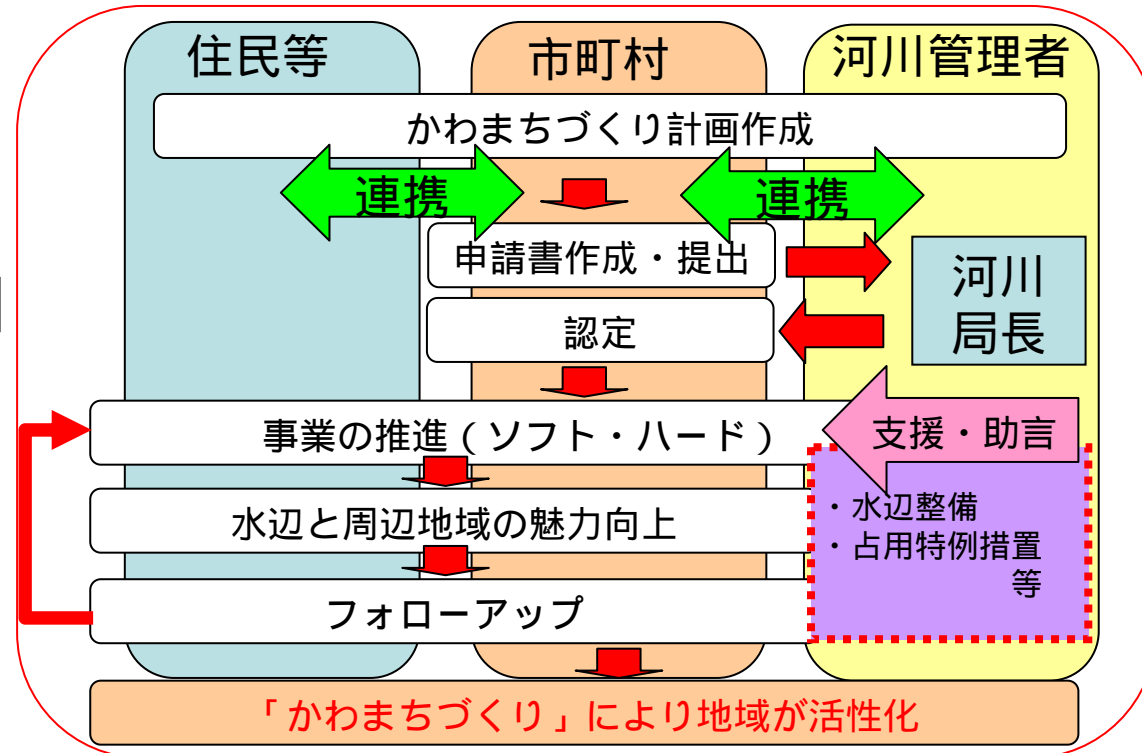 住民等
市町村
河川管理者
かわまちづくり計画作成
連携
連携
申請書作成・提出
河川
局長
認定
事業の推進（ソフト・ハード）
支援・助言
水辺と周辺地域の魅力向上
・水辺整備
・占用特例措置
等
フォローアップ
「かわまちづくり」により地域が活性化